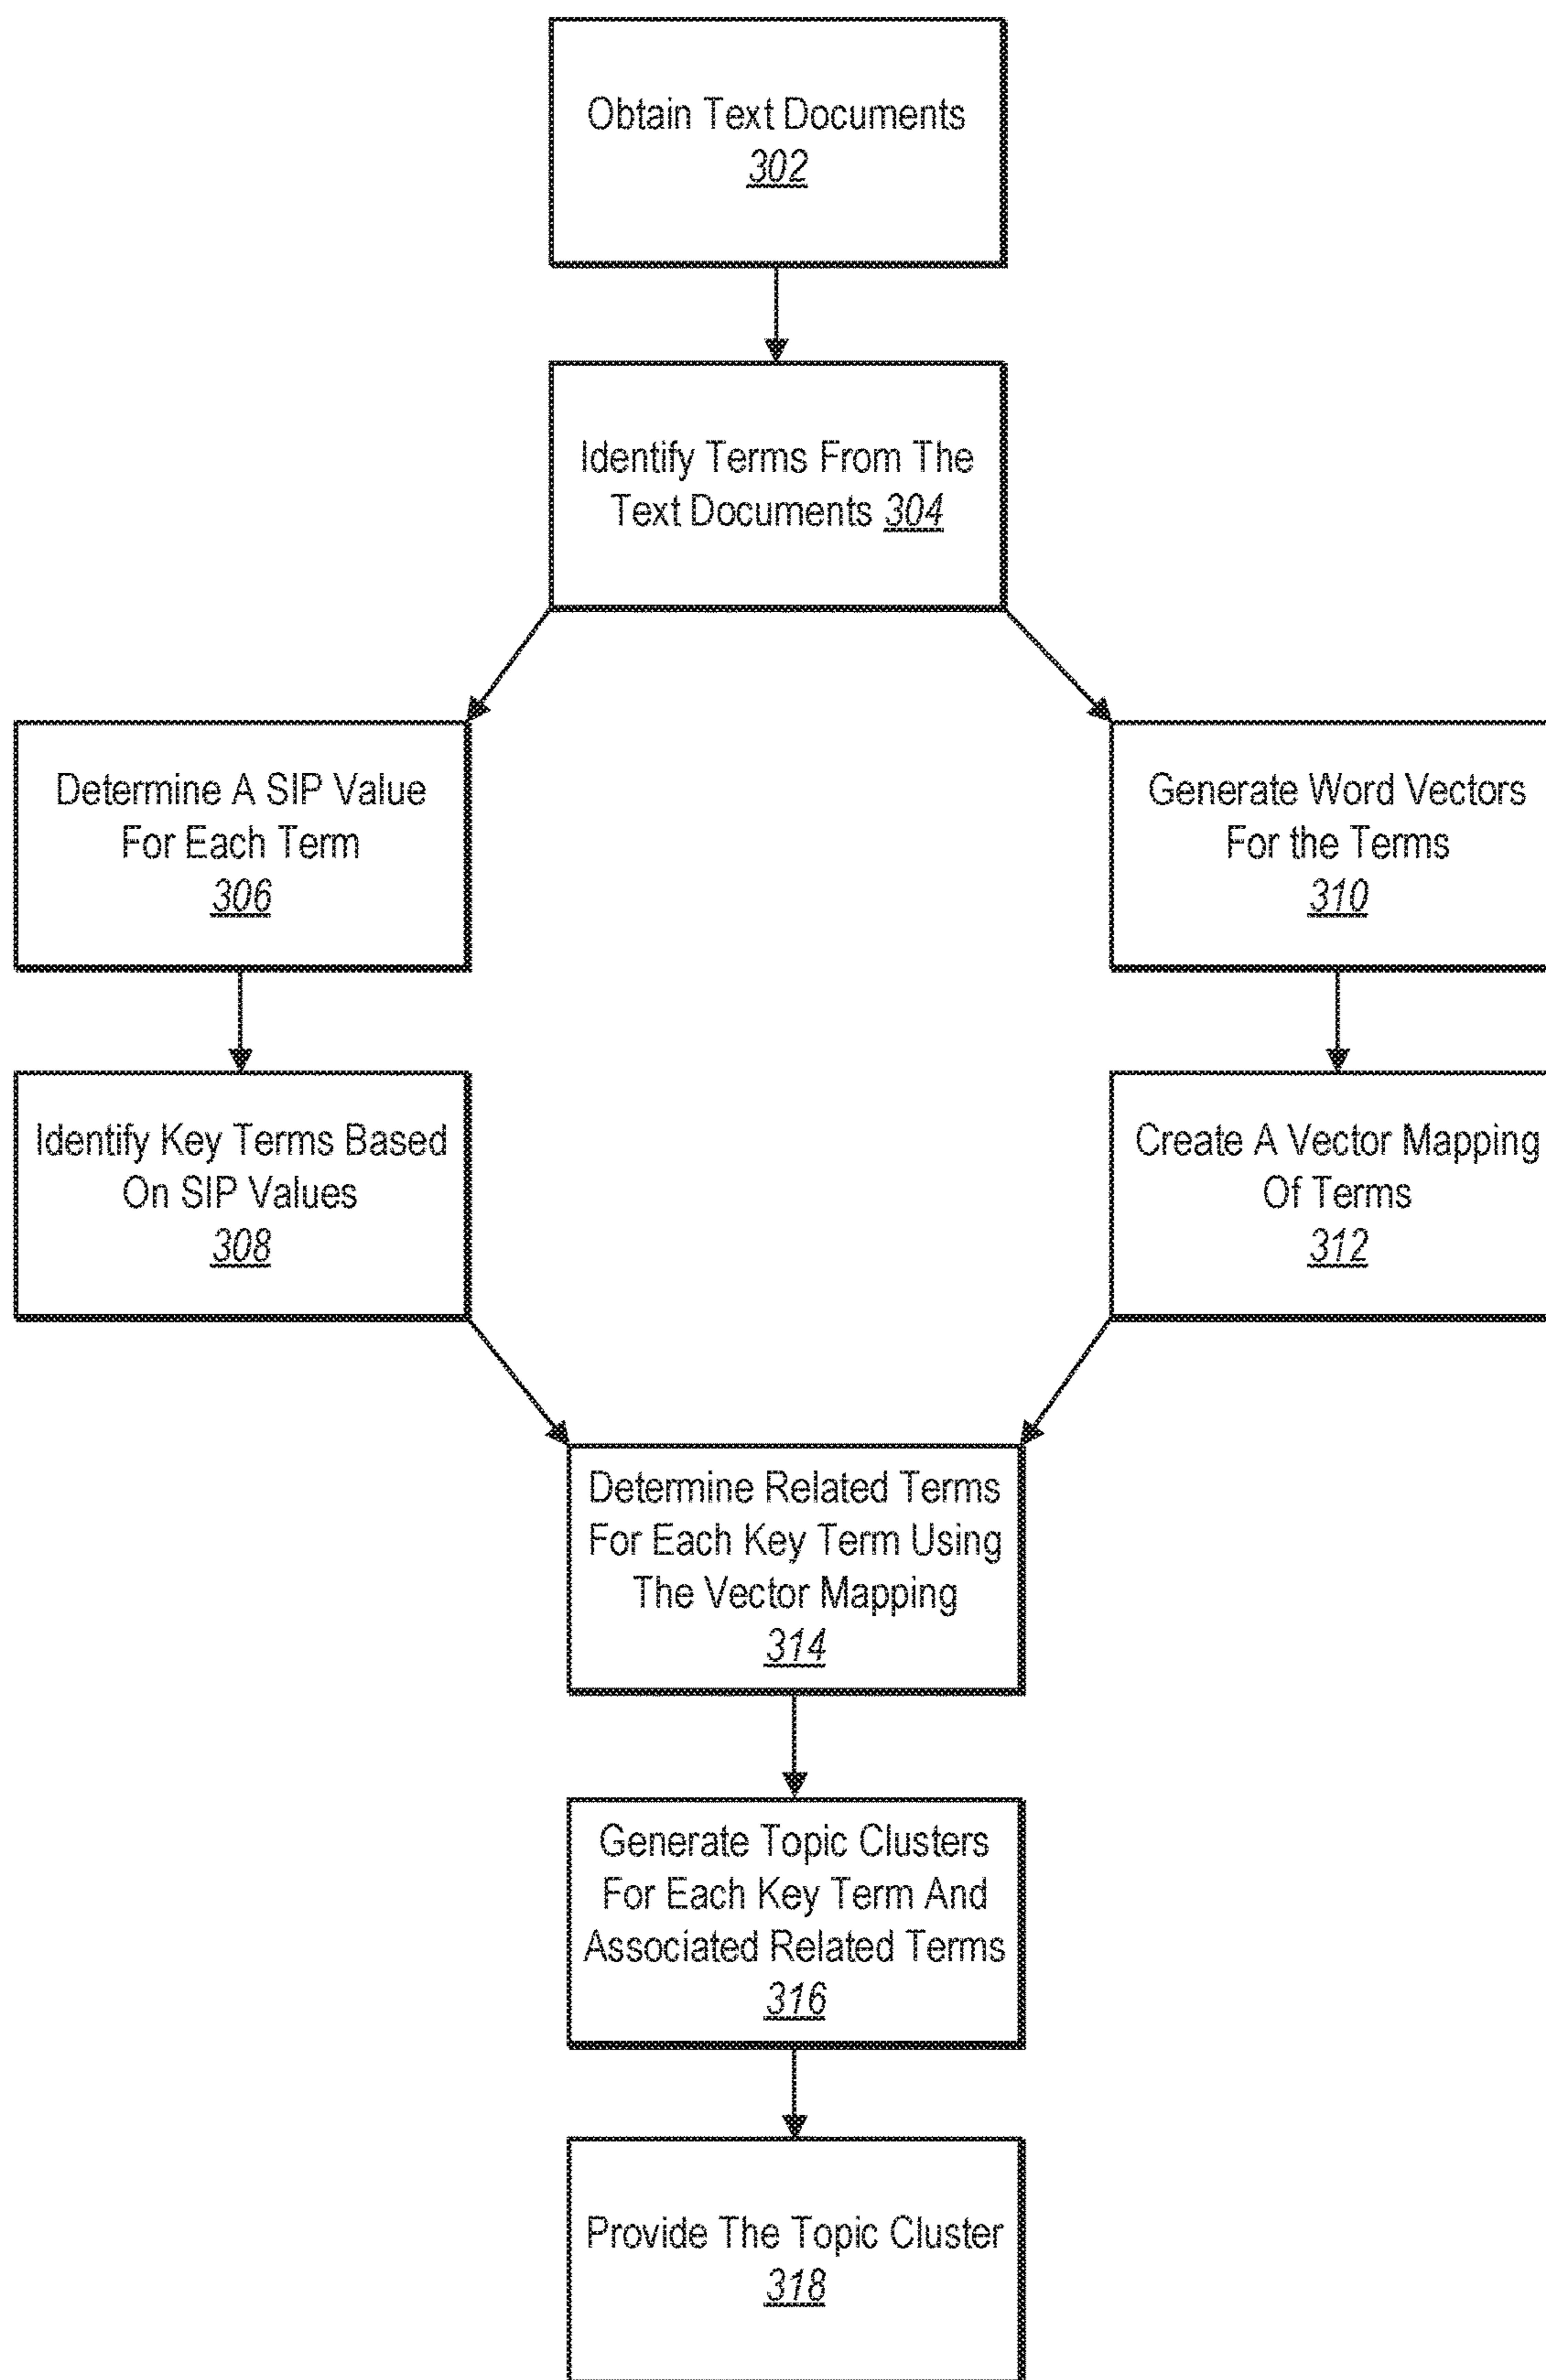 Obtain Text Documents
302
Identify Terms From The
Text Documents 304
Determine A SIP Value
For Each Term
306
Generate Word Vectors
For the Terms
310
Identify Key Terms Based
On SIP Values
308
Create A Vector Mapping
Of Terms
312
Determine Related Terms
For Each Key Term Using
The Vector Mapping
314
Generate Topic Clusters
For Each Key Term And
Associated Related Terms
316
Provide The Topic Cluster
318